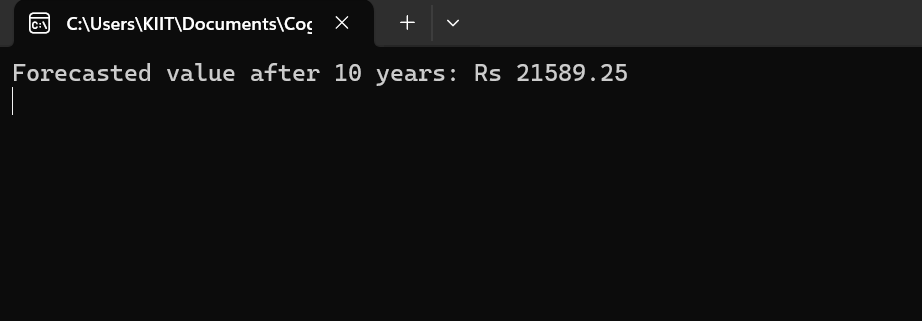 C:\Users\KIIT\Documents\Cog
Forecasted value after 10 years: Rs 21589.25